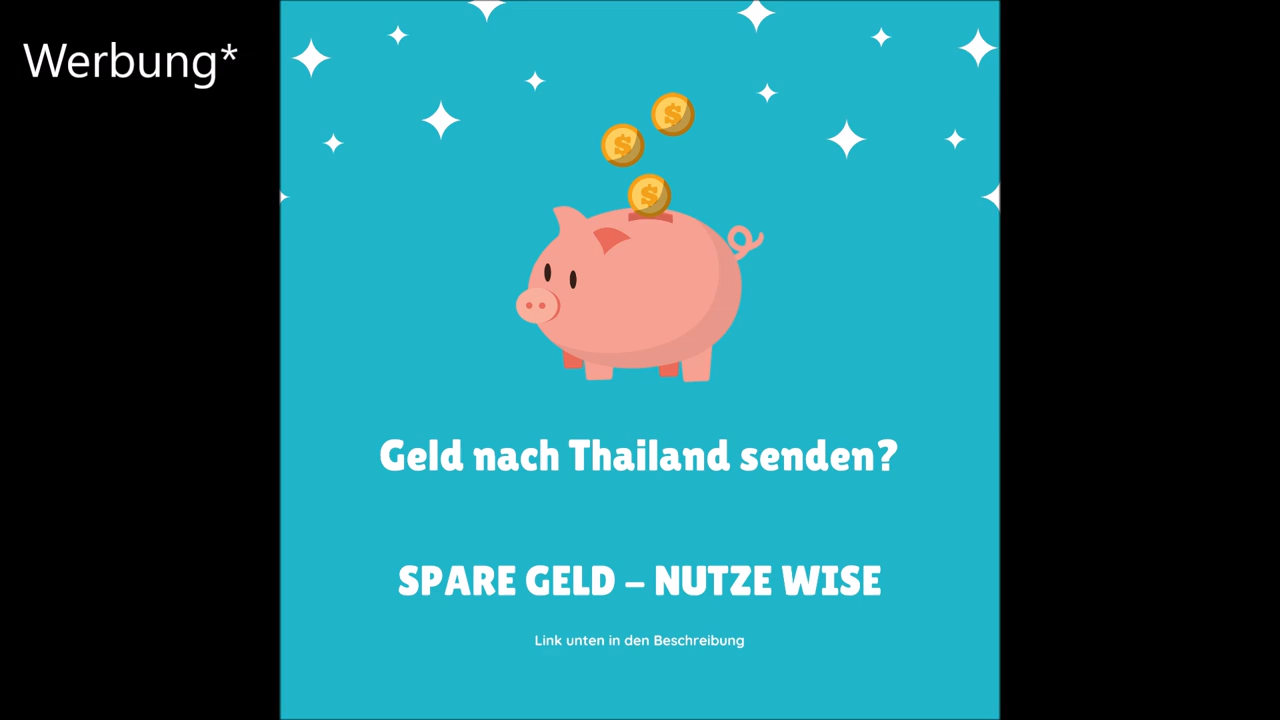 Werbung*
Geld nach Thailand senden?
SPARE GELD – NUTZE WISE
Link unten in den Beschreibung